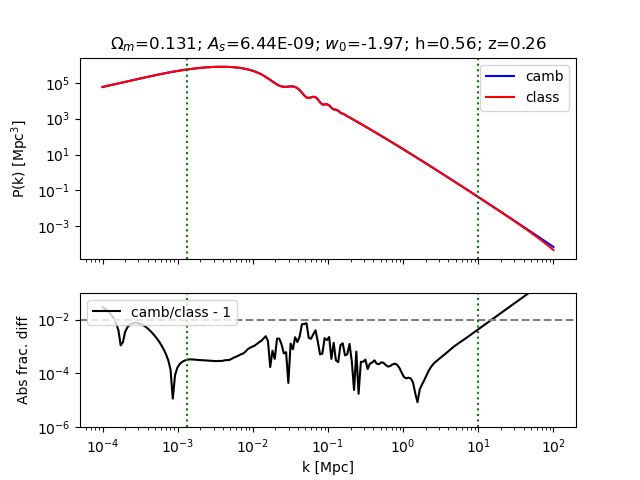 Ωₘ=0.131; Aₛ=6.44E-09; w₀=-1.97; h=0.56; z=0.26
P(k) [Mpc³]
10⁵
10³
10¹
10⁻¹
10⁻³
camb
class
Abs frac. diff
10⁻²
10⁻⁴
10⁻⁶
camb/class - 1
10⁻⁴ 10⁻³ 10⁻² 10⁻¹ 10⁰ 10¹ 10²
k [Mpc]